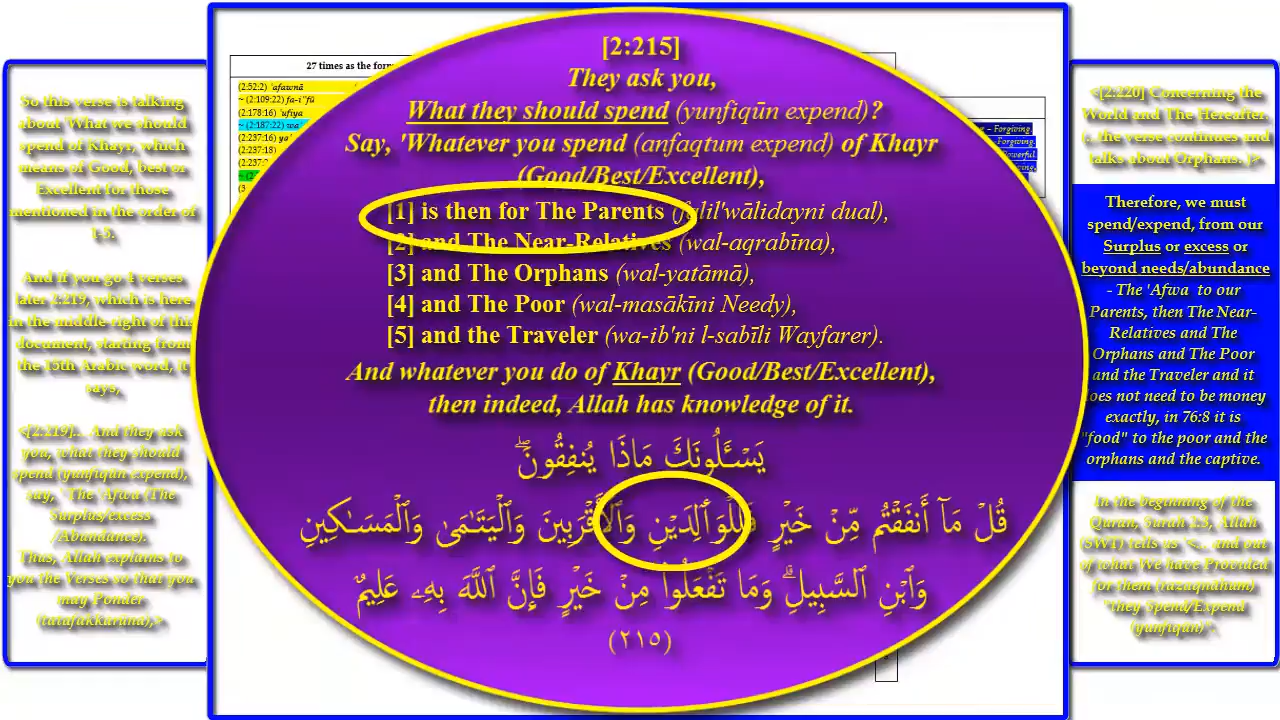 So this verse is talking
about 'What we should
spend of Khayr, which
means of Good, best or
Excellent for those
mentioned in the order of
1-5.
And if you go 4 verses
later 2:219, which is here
in the middle right of this
document, starting from
the 15th Arabic word, it
says,
<[2:219]... And they ask
you, what they should
spend (yunfiqūn expend),
say, "The 'Afwa (The
Surplus/excess
/Abundance).
Thus, Allah explains to
you the Verses so that you
may Ponder
(tatafakkarūna),>
27 times as the
(2:52:2) 'afawnā
~ (2:109:22) fa-i''fū
(2:178:16) 'ufiya
~ (2:187:22) wa
(2:237:16)
(2:237:18)
[2:215]
They ask you,
What they should spend (yunfiqūn expend)?
Say, 'Whatever you spend (anfaqtum expend) of Khayr
(Good/Best/Excellent),
[1] is then for The Parents (falil'wālidayni dual),
[2] and The Near-Relatives (wal-aqrabīna),
[3] and The Orphans (wal-yatāmā),
[4] and The Poor (wal-masākīni Needy),
[5] and the Traveler (wa-ib'ni l-sabīli Wayfarer).
And whatever you do of Khayr (Good/Best/Excellent),
then indeed, Allah has knowledge of it.
يَسْـَٔلُونَكَ مَاذَا يُنفِقُونَ ۖ
قُلْ مَآ أَنفَقْتُم مِّنْ خَيْرٍ فَلِلْوَٰلِدَيْنِ وَالْأَقْرَبِينَ وَالْيَتَـٰمَىٰ وَالْمَسَـٰكِينِ
وَٱبْنِ ٱلسَّبِيلِ ۗ وَمَا تَفْعَلُوا۟ مِنْ خَيْرٍ فَإِنَّ ٱللَّهَ بِهِۦ عَلِيمٌ
(٢١٥)
– Forgiving.
Forgiving.
<[2:220] Concerning the
World and The Hereafter.
(. the verse continues and
talks about Orphans. )>
Therefore, we must
spend/expend, from our
Surplus or excess or
beyond needs/abundance
- The 'Afwa to our
Parents, then The Near-
Relatives and The
Orphans and The Poor
and the Traveler and it
does not need to be money
exactly, in 76:8 it is
"food" to the poor and the
orphans and the captive.
In the beginning of the
Quran, Surah 2:3, Allah
(SWT) tells us '<... and out
of what We have Provided
for them (razaqnāhum)
"they Spend/Expend
(yunfiqūn)".